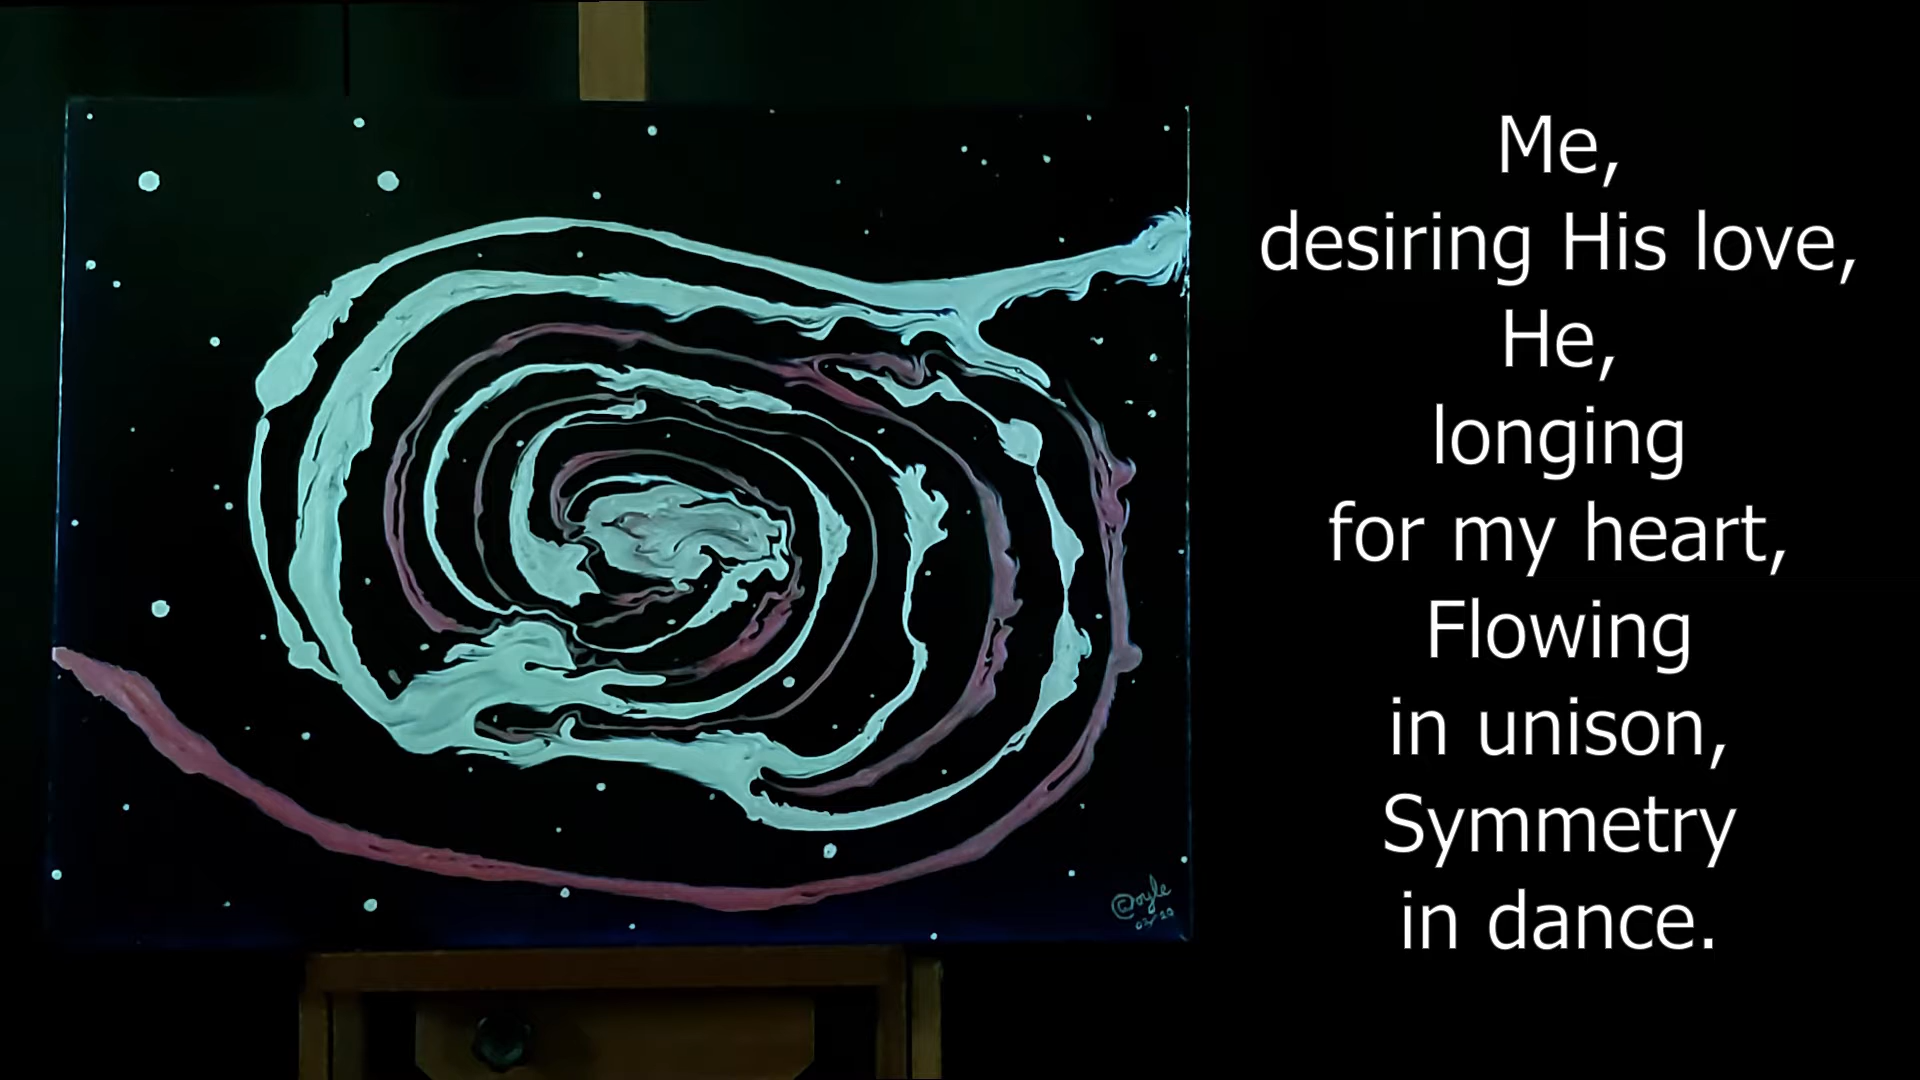 Me,
desiring His love,
He,
longing
for my heart,
Flowing
in unison,
Symmetry
in dance.